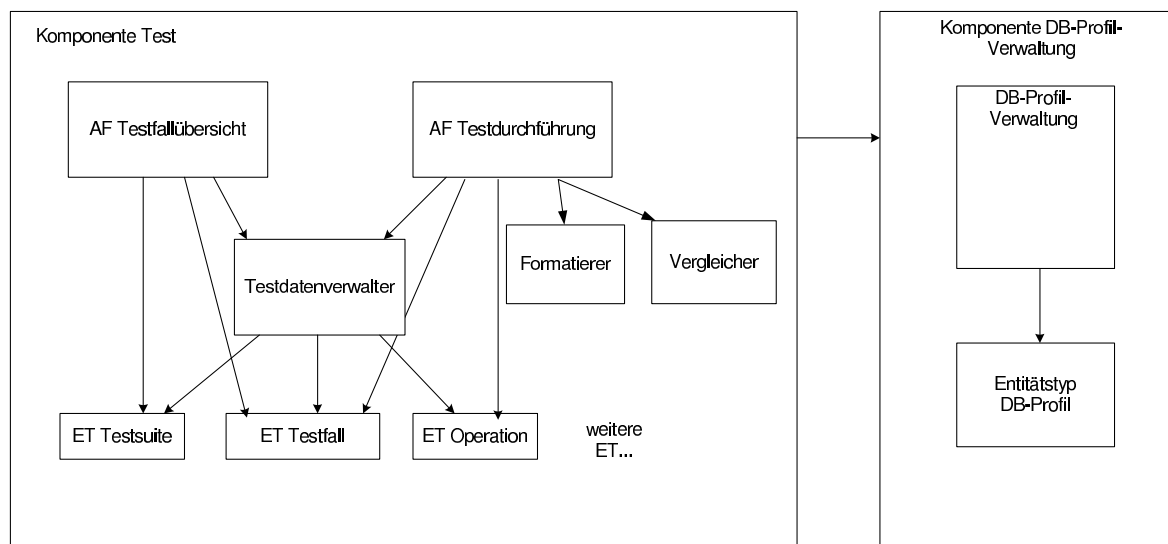 Komponente Test
AF Testfallübersicht
AF Testdurchführung
Testdatenverwalter
Formatierer
Vergleicher
ET Testsuite
ET Testfall
ET Operation
weitere
ET...
Komponente DB-Profil-
Verwaltung
DB-Profil-
Verwaltung
Entitätstyp
DB-Profil